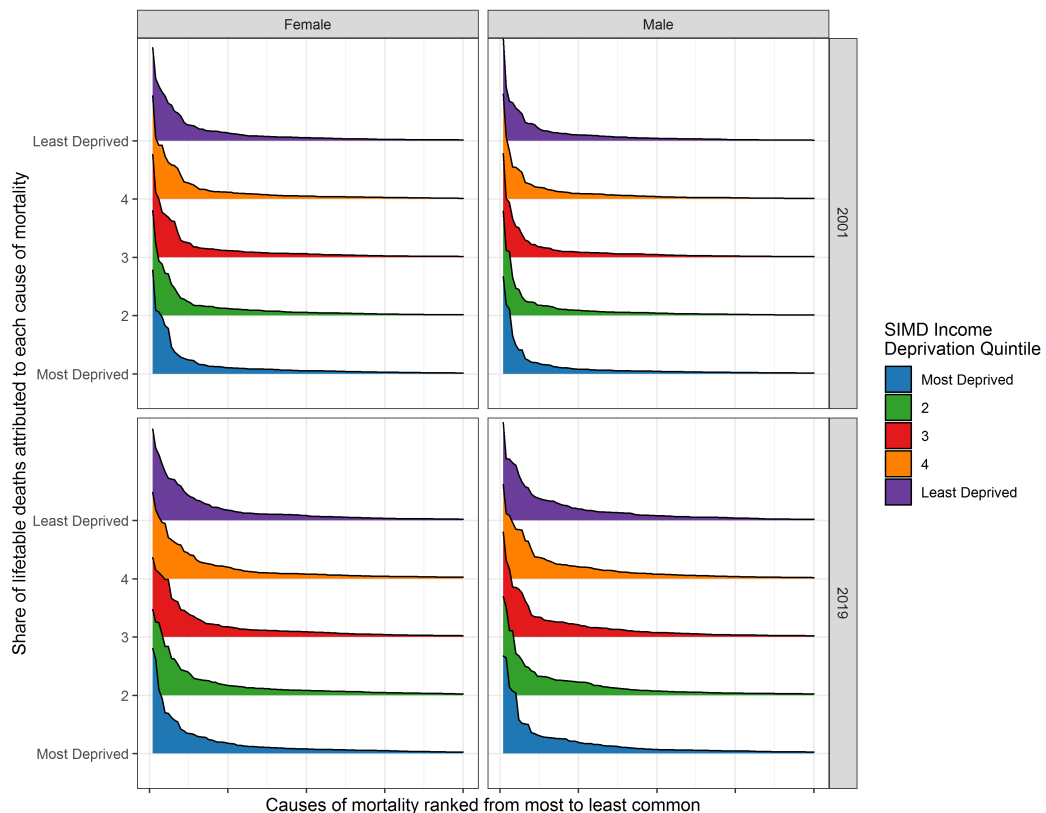 Female
Male
Share of lifetable deaths attributed to each cause of mortality
Least Deprived
4
3
2
Most Deprived
2001
Least Deprived
4
3
2
Most Deprived
2019
Causes of mortality ranked from most to least common
SIMD Income
Deprivation Quintile
Most Deprived
2
3
4
Least Deprived